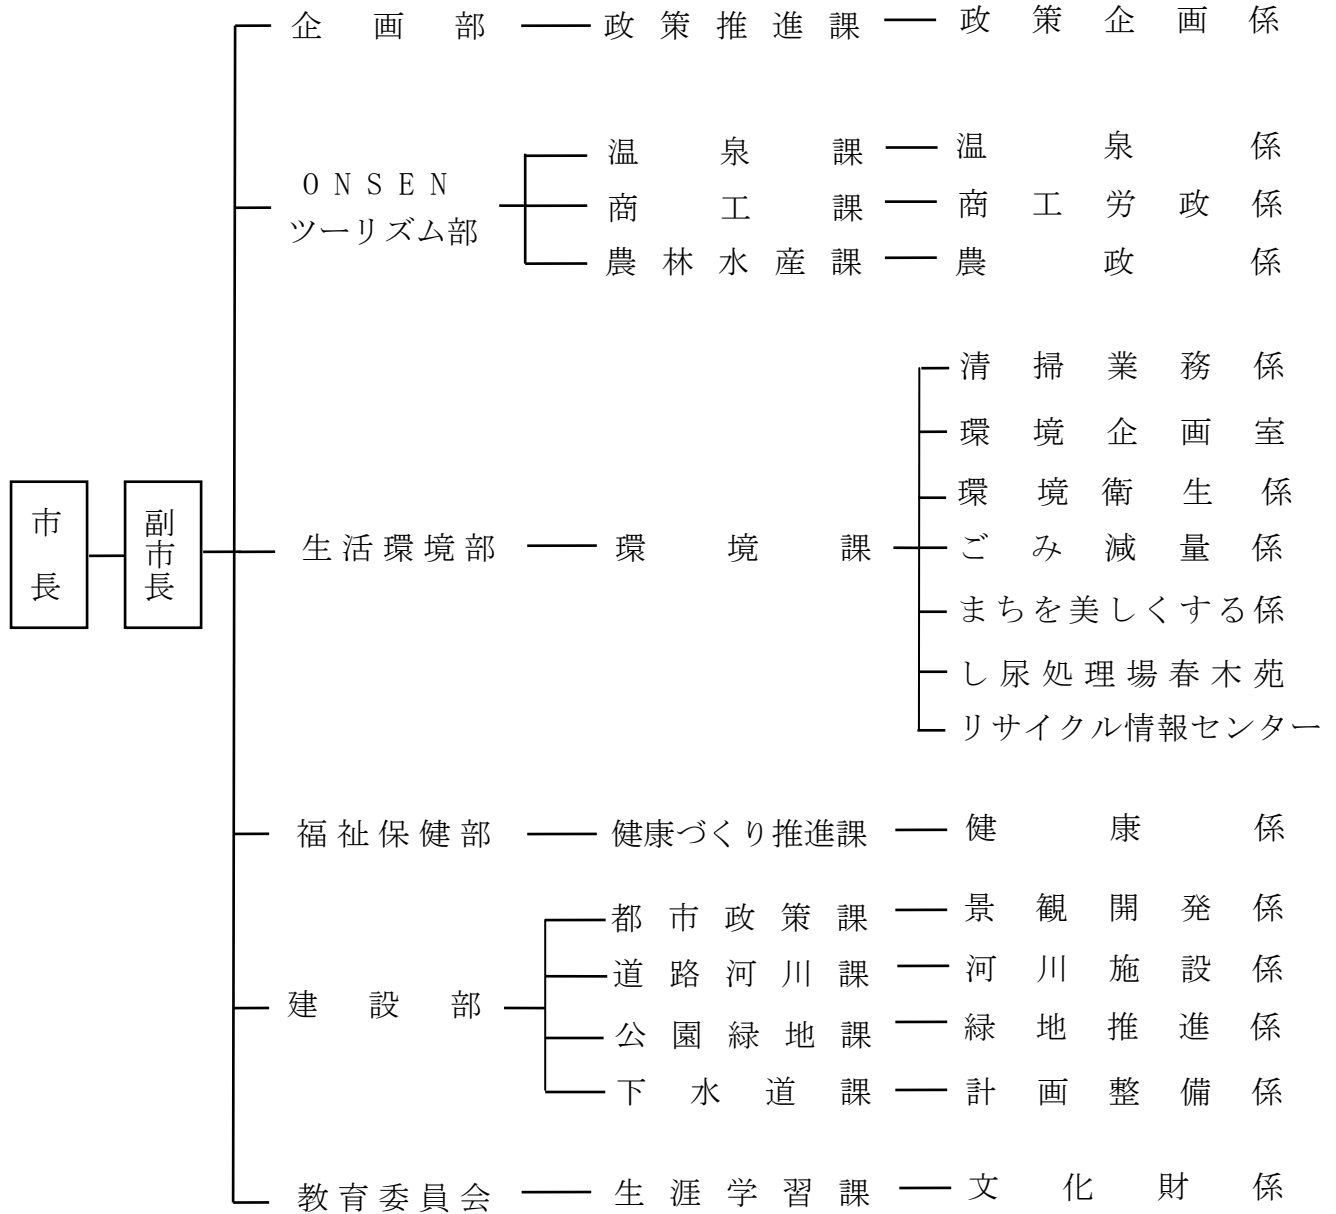 企画部 政策推進課 政策企画係
温泉課 温泉係
ONSEN
ツーリズム部
商工課 商工労政係
農林水産課 農政係
清掃業務係
環境企画室
環境衛生係
市長 副市長 生活環境部 環境課 ごみ減量係
まちを美しくする係
し尿処理場春木苑
リサイクル情報センター
福祉保健部 健康づくり推進課 健康係
都市政策課 景観開発係
道路河川課 河川施設係
建設部
公園緑地課 緑地推進係
下水道課 計画整備係
教育委員会 生涯学習課 文化財係